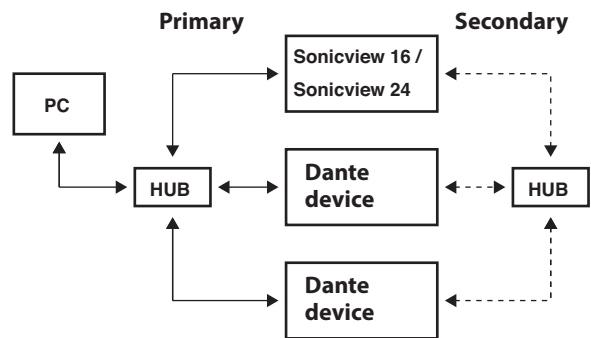 Primary
Secondary
Sonicview 16 /
Sonicview 24
PC
HUB
Dante
device
HUB
Dante
device